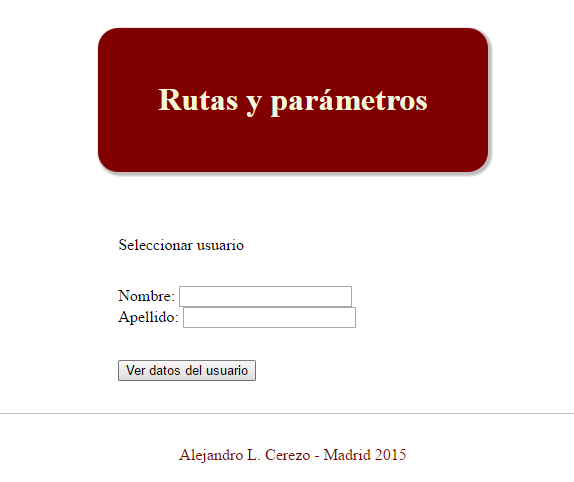 Rutas y parámetros
Seleccionar usuario
Nombre:
Apellido:
Ver datos del usuario
Alejandro L. Cerezo - Madrid 2015